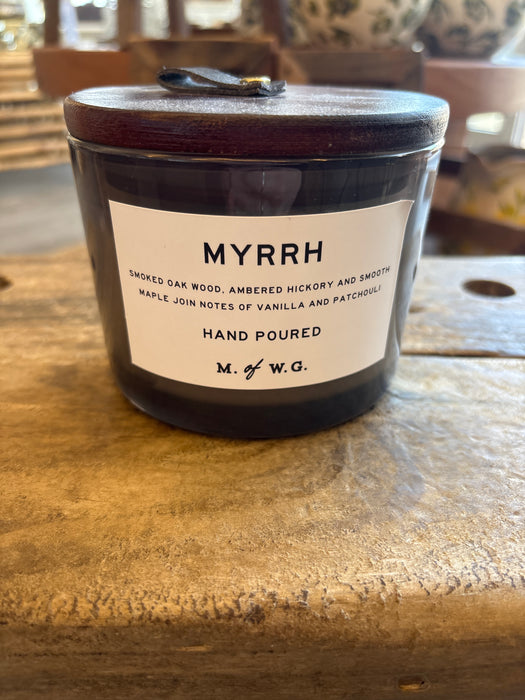 MYRRH
SMOKED OAK WOOD, AMBERED HICKORY AND SMOOTH
MAPLE JOIN NOTES OF VANILLA AND PATCHOULI
HAND POURED
M. of W.G.